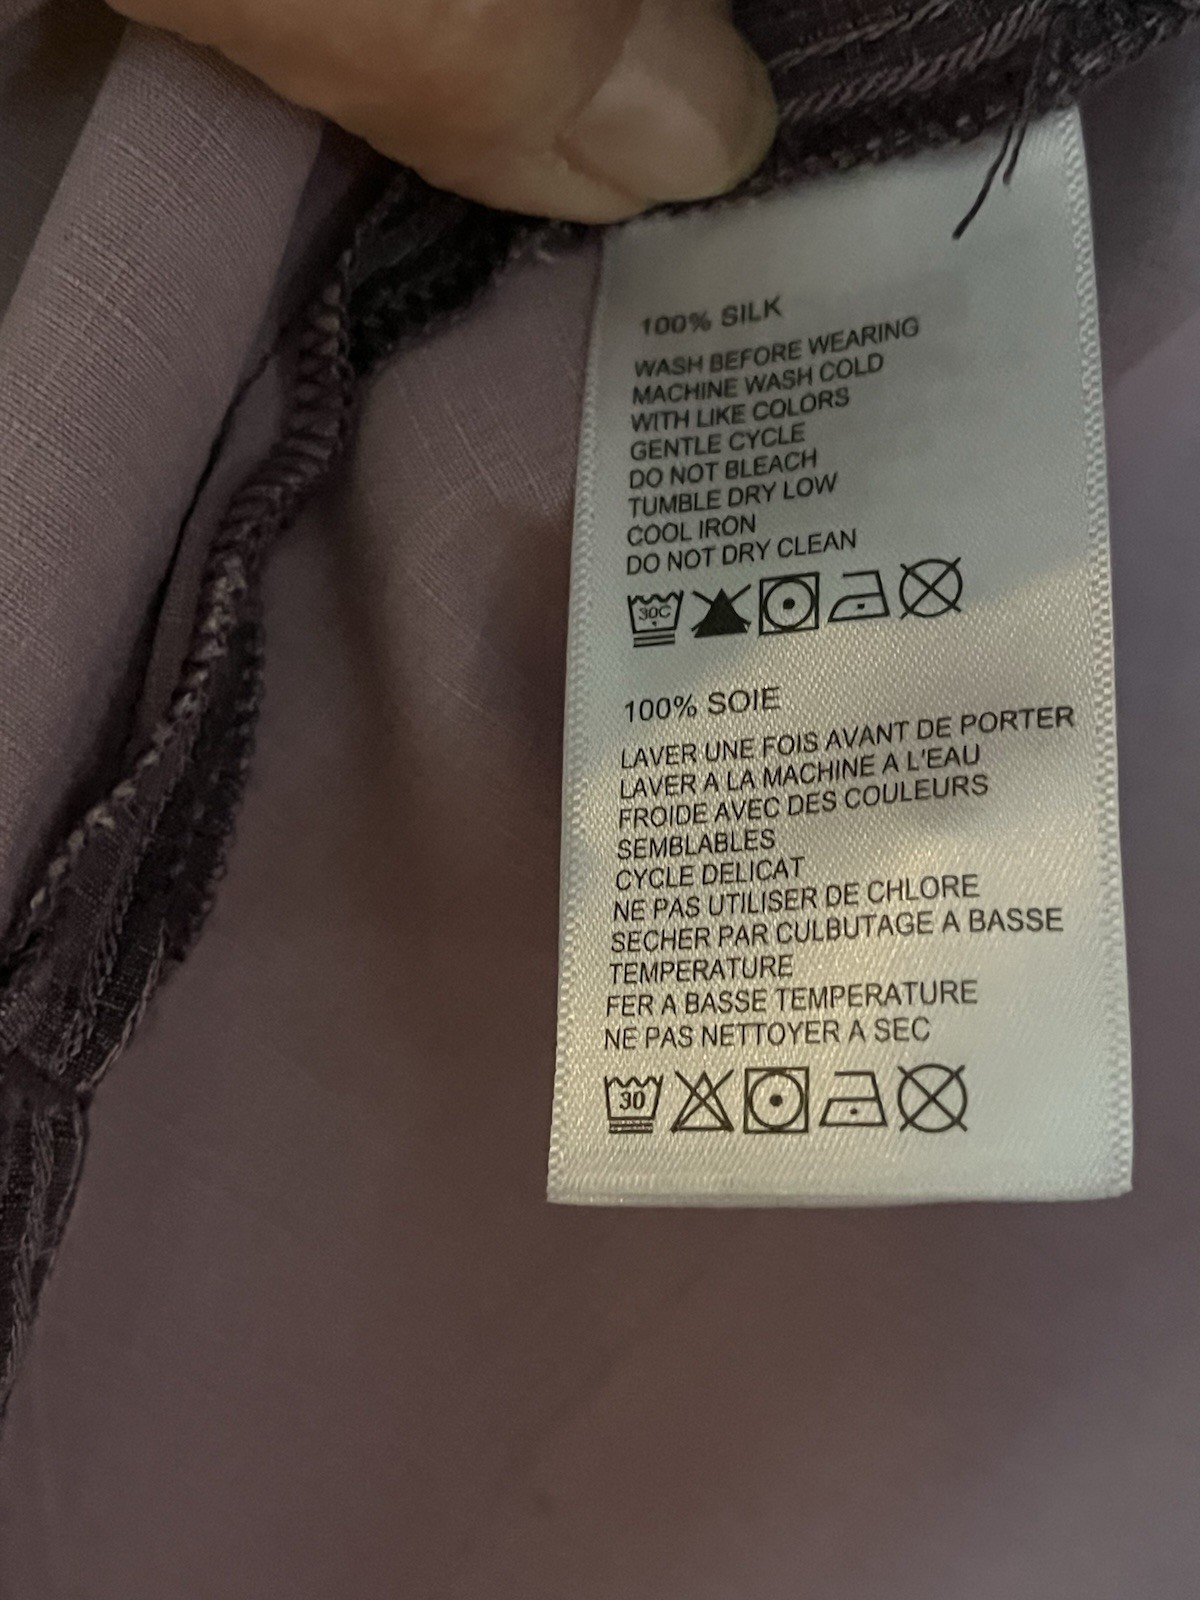 100% SILK
WASH BEFORE WEARING
MACHINE WASH COLD
WITH LIKE COLORS
GENTLE CYCLE
DO NOT BLEACH
TUMBLE DRY LOW
COOL IRON
DO NOT DRY CLEAN
30C
100% SOIE
LAVER UNE FOIS AVANT DE PORTER
LAVER A LA MACHINE A L'EAU
FROIDE AVEC DES COULEURS
SEMBLABLES
CYCLE DELICAT
NE PAS UTILISER DE CHLORE
SECHER PAR CULBUTAGE A BASSE
TEMPERATURE
FER A BASSE TEMPERATURE
NE PAS NETTOYER A SEC
30